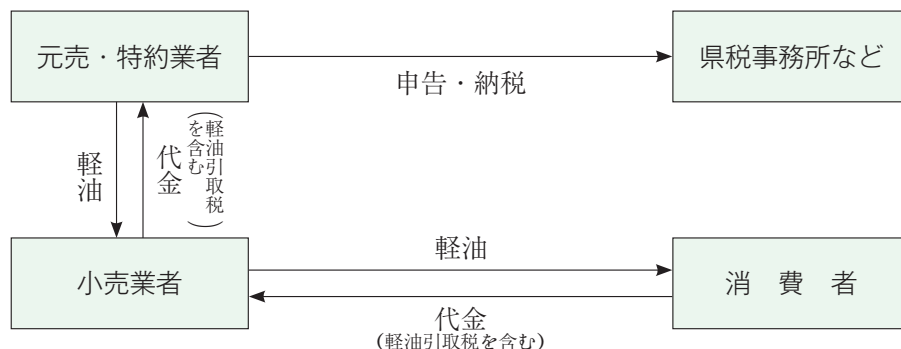 元売・特約業者
県税事務所など
申告・納税
軽油
代金
(軽油引取税
を含む)
小売業者
軽油
消費者
代金
(軽油引取税を含む)